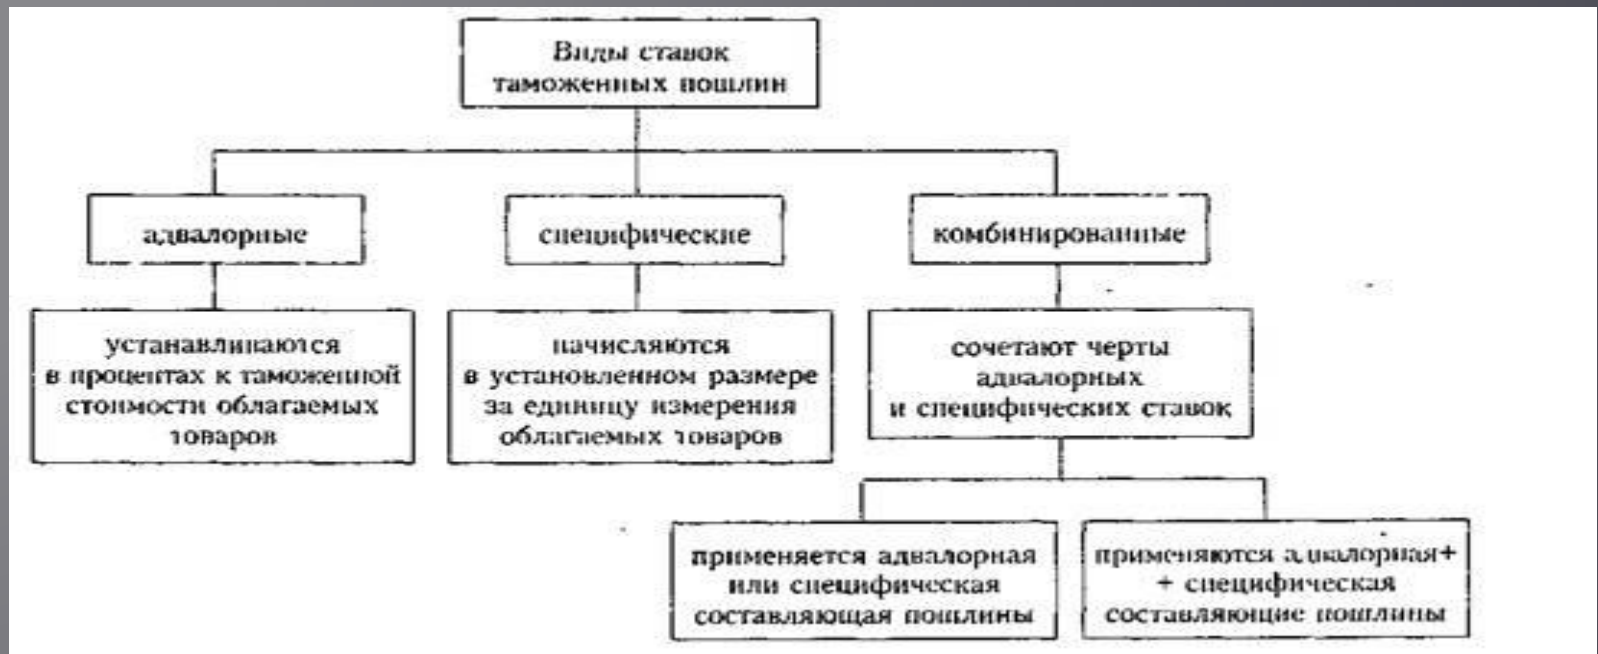 Виды ставок
таможенных пошлин
адвалорные
специфические
комбинированные
устанавливаются
в процентах к таможенной
стоимости облагаемых
товаров
начисляются
в установленном размере
за единицу измерения
облагаемых товаров
сочетают черты
адвалорных
и специфических ставок
применяется адвалорная
или специфическая
составляющая пошлины
применяются адвалорная+
+ специфическая
составляющие пошлины